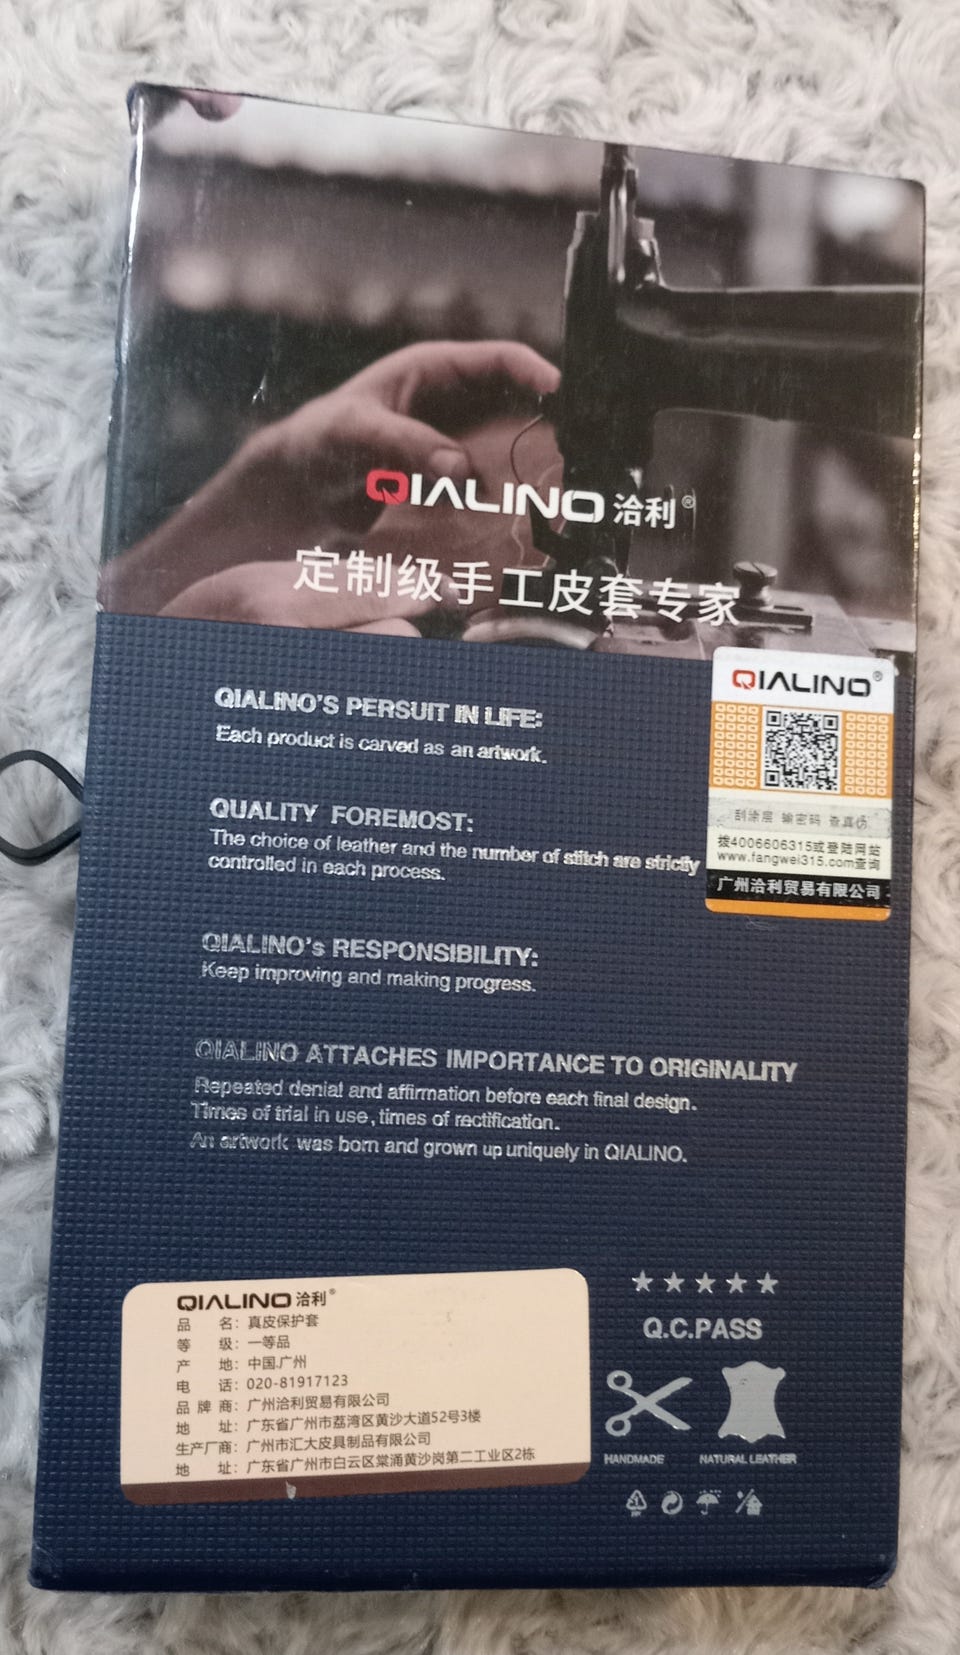 QIALINO 洽利®
定制级手工皮套专家
QIALINO'S PERSUIT IN LIFE:
Each product is carved as an artwork.
QUALITY FOREMOST:
The choice of leather and the number of stitch are strictly
controlled in each process.
QIALINO's RESPONSIBILITY:
Keep improving and making progress.
QIALINO ATTACHES IMPORTANCE TO ORIGINALITY
Repeated denial and affirmation before each final design.
Times of trial in use, times of rectification.
An artwork was born and grown up uniquely in QIALINO.
QIALINO®
刮涂层 输密码 查真伪
拨4006606315或登陆网站
www.fangwei315.com查询
广州洽利贸易有限公司
QIALINO 洽利®
品 名：真皮保护套
等 级：一等品
产 地：中国.广州
电 话：020-81917123
品 牌 商：广州洽利贸易有限公司
地 址：广东省广州市荔湾区黄沙大道52号3楼
生产厂商：广州市汇大皮具制品有限公司
地 址：广东省广州市白云区棠涌黄沙岗第二工业区2栋
Q.C.PASS
HANDMADE
NATURAL LEATHER